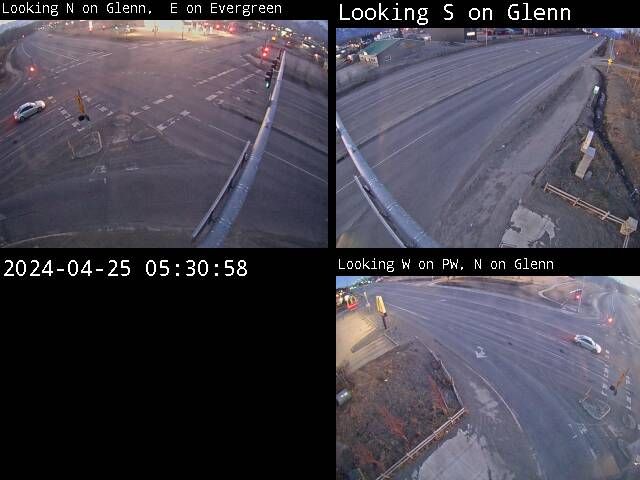 Looking N on Glenn,  E on Evergreen
Looking S on Glenn
2024-04-25 05:30:58
Looking W on PW, N on Glenn